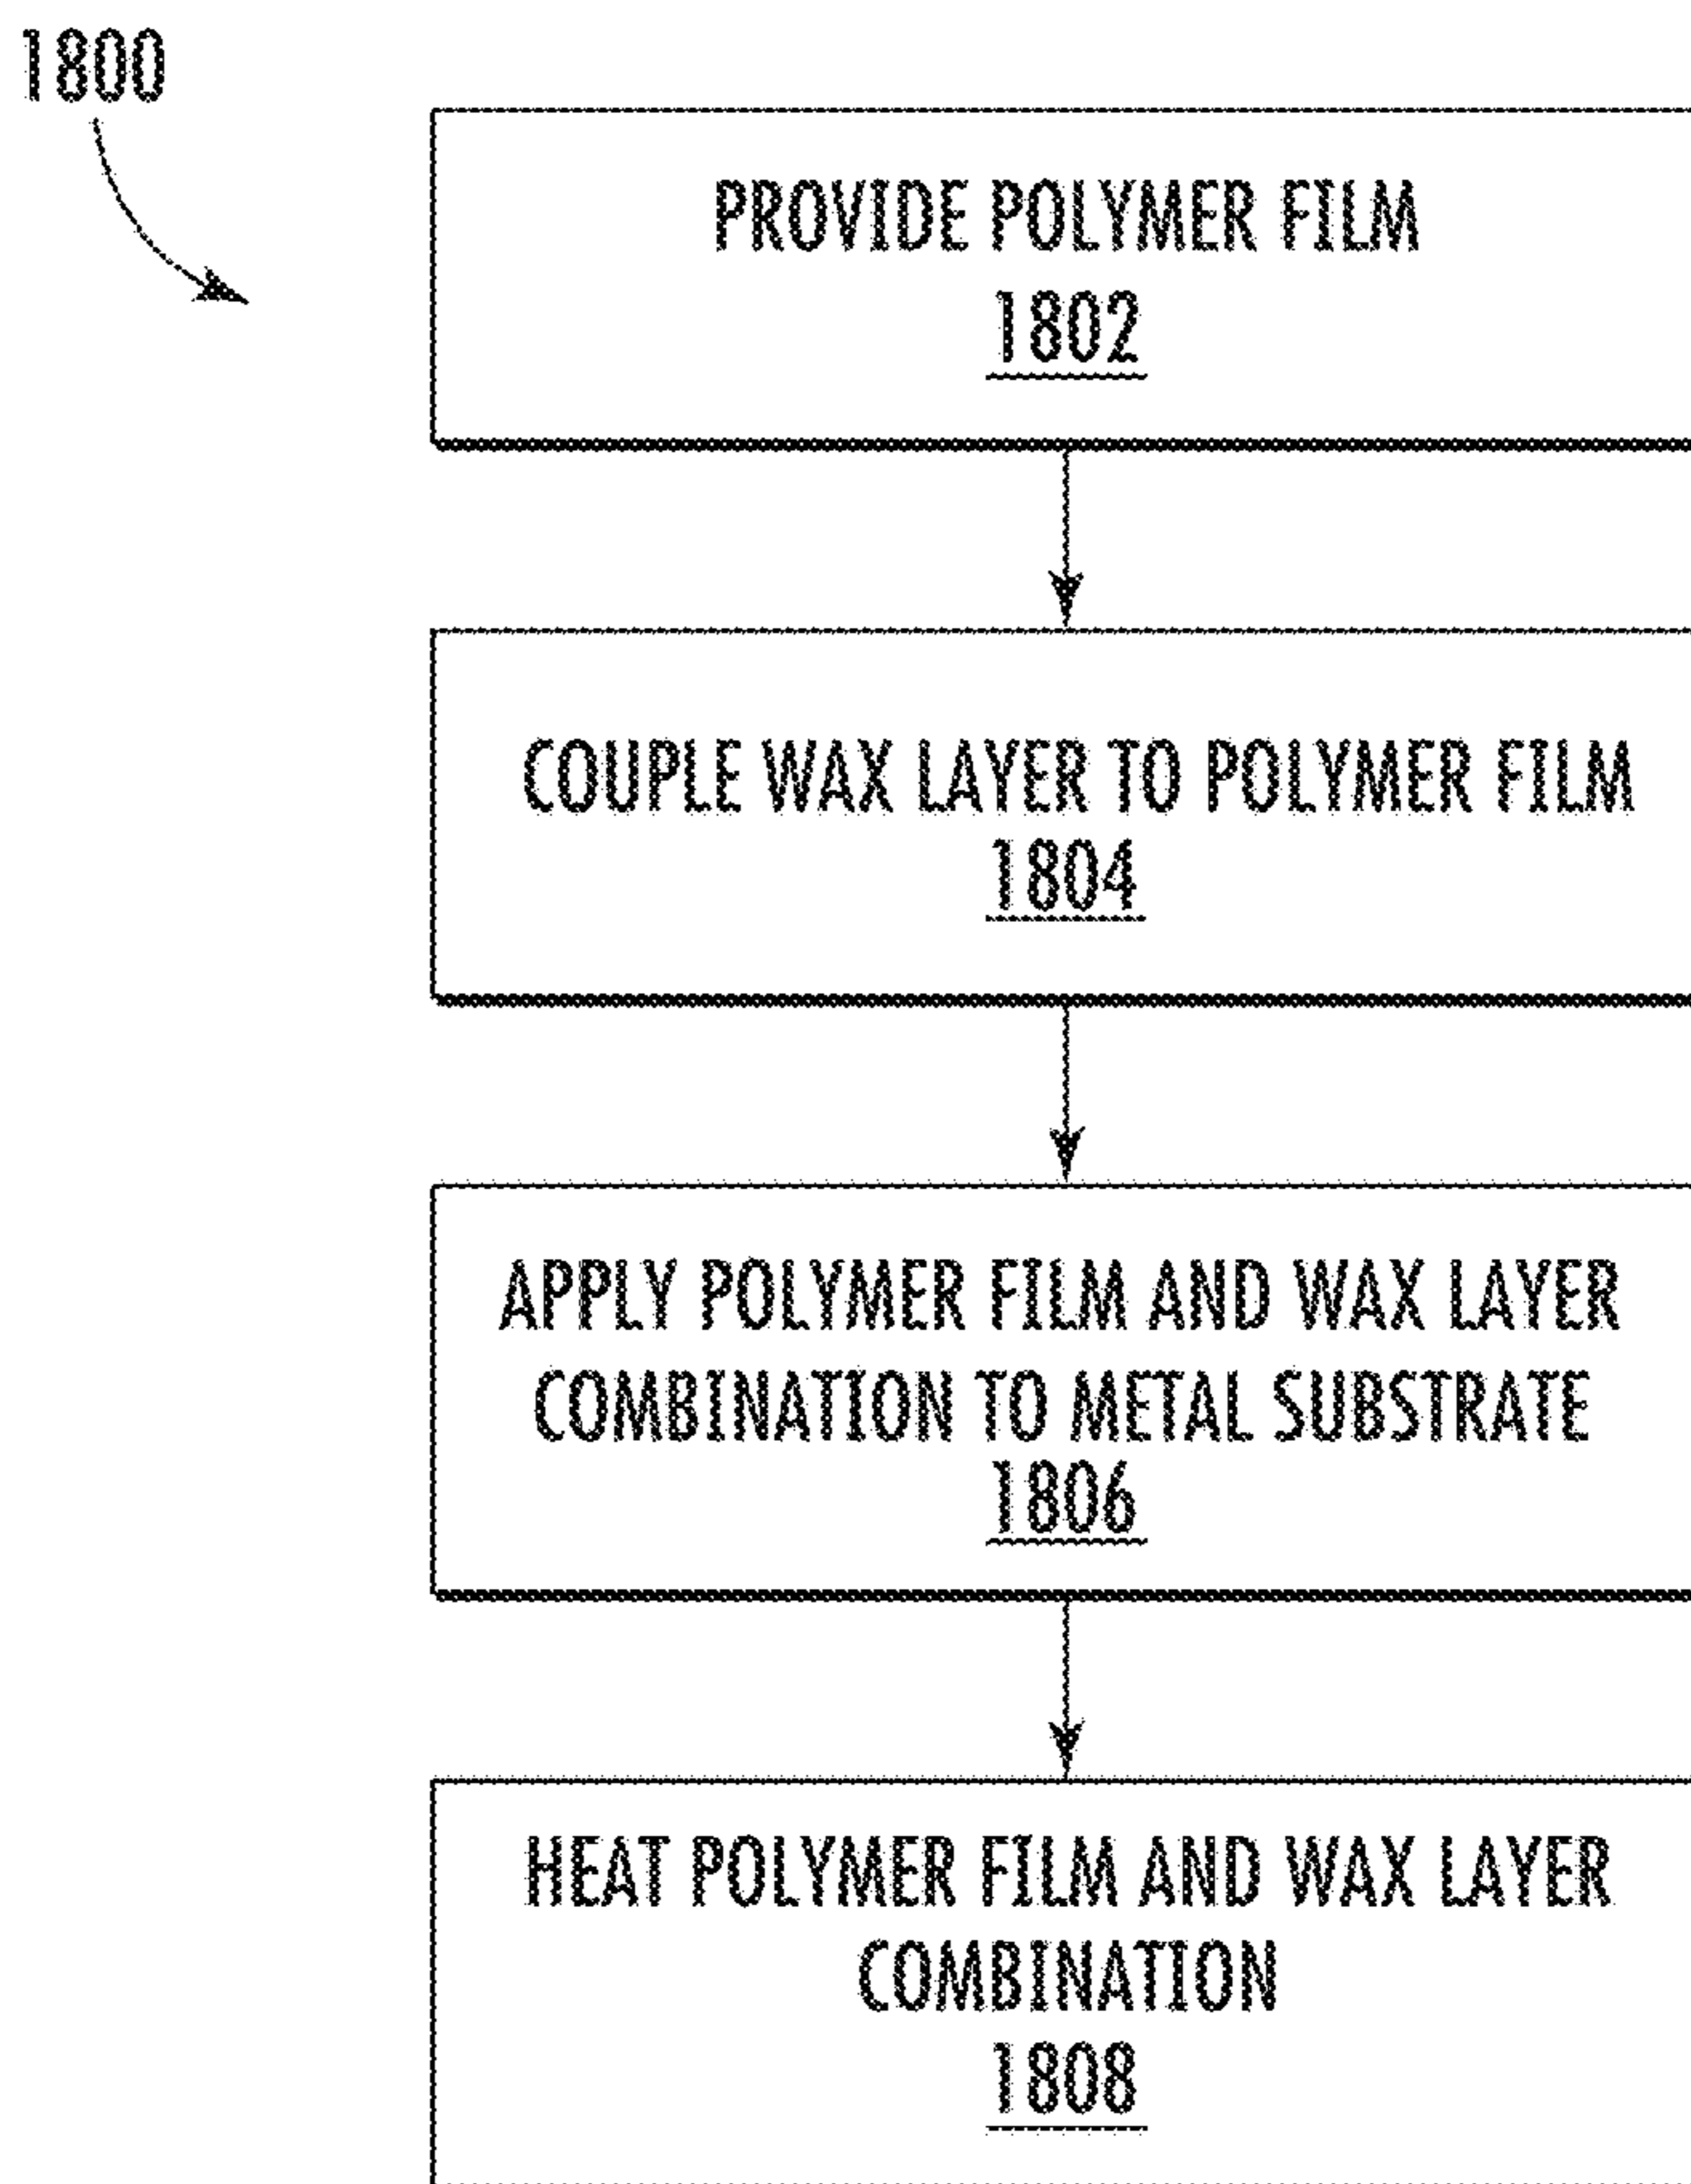 1800
PROVIDE POLYMER FILM
1802
COUPLE WAX LAYER TO POLYMER FILM
1804
APPLY POLYMER FILM AND WAX LAYER
COMBINATION TO METAL SUBSTRATE
1806
HEAT POLYMER FILM AND WAX LAYER
COMBINATION
1808